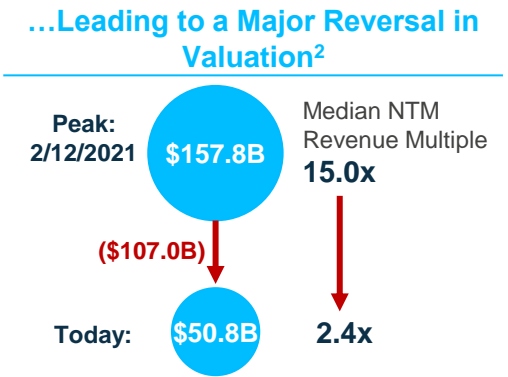 …Leading to a Major Reversal in
Valuation²
Peak:
2/12/2021
$157.8B
Median NTM
Revenue Multiple
15.0x
($107.0B)
Today:
$50.8B
2.4x